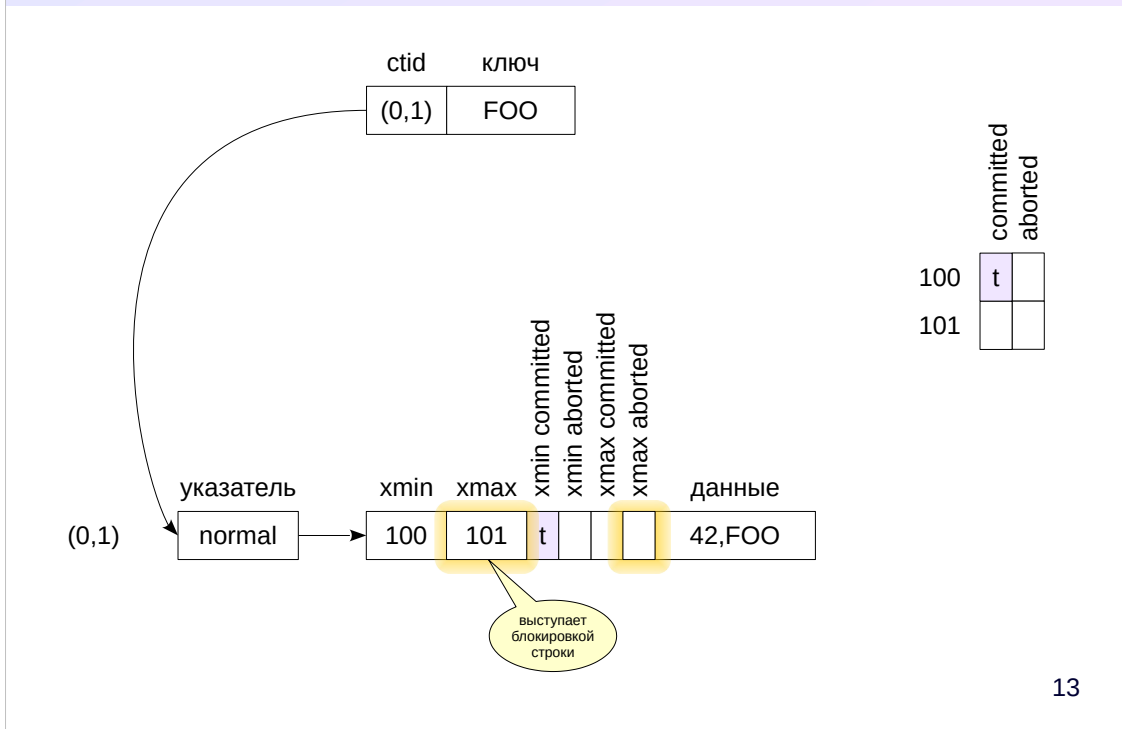 ctid ключ
(0,1) FOO
committed
aborted
100 t
101
xmin committed
xmin aborted
xmax committed
xmax aborted
указатель xmin xmax данные
(0,1) normal 100 101 t 42,FOO
выступает
блокировкой
строки
13